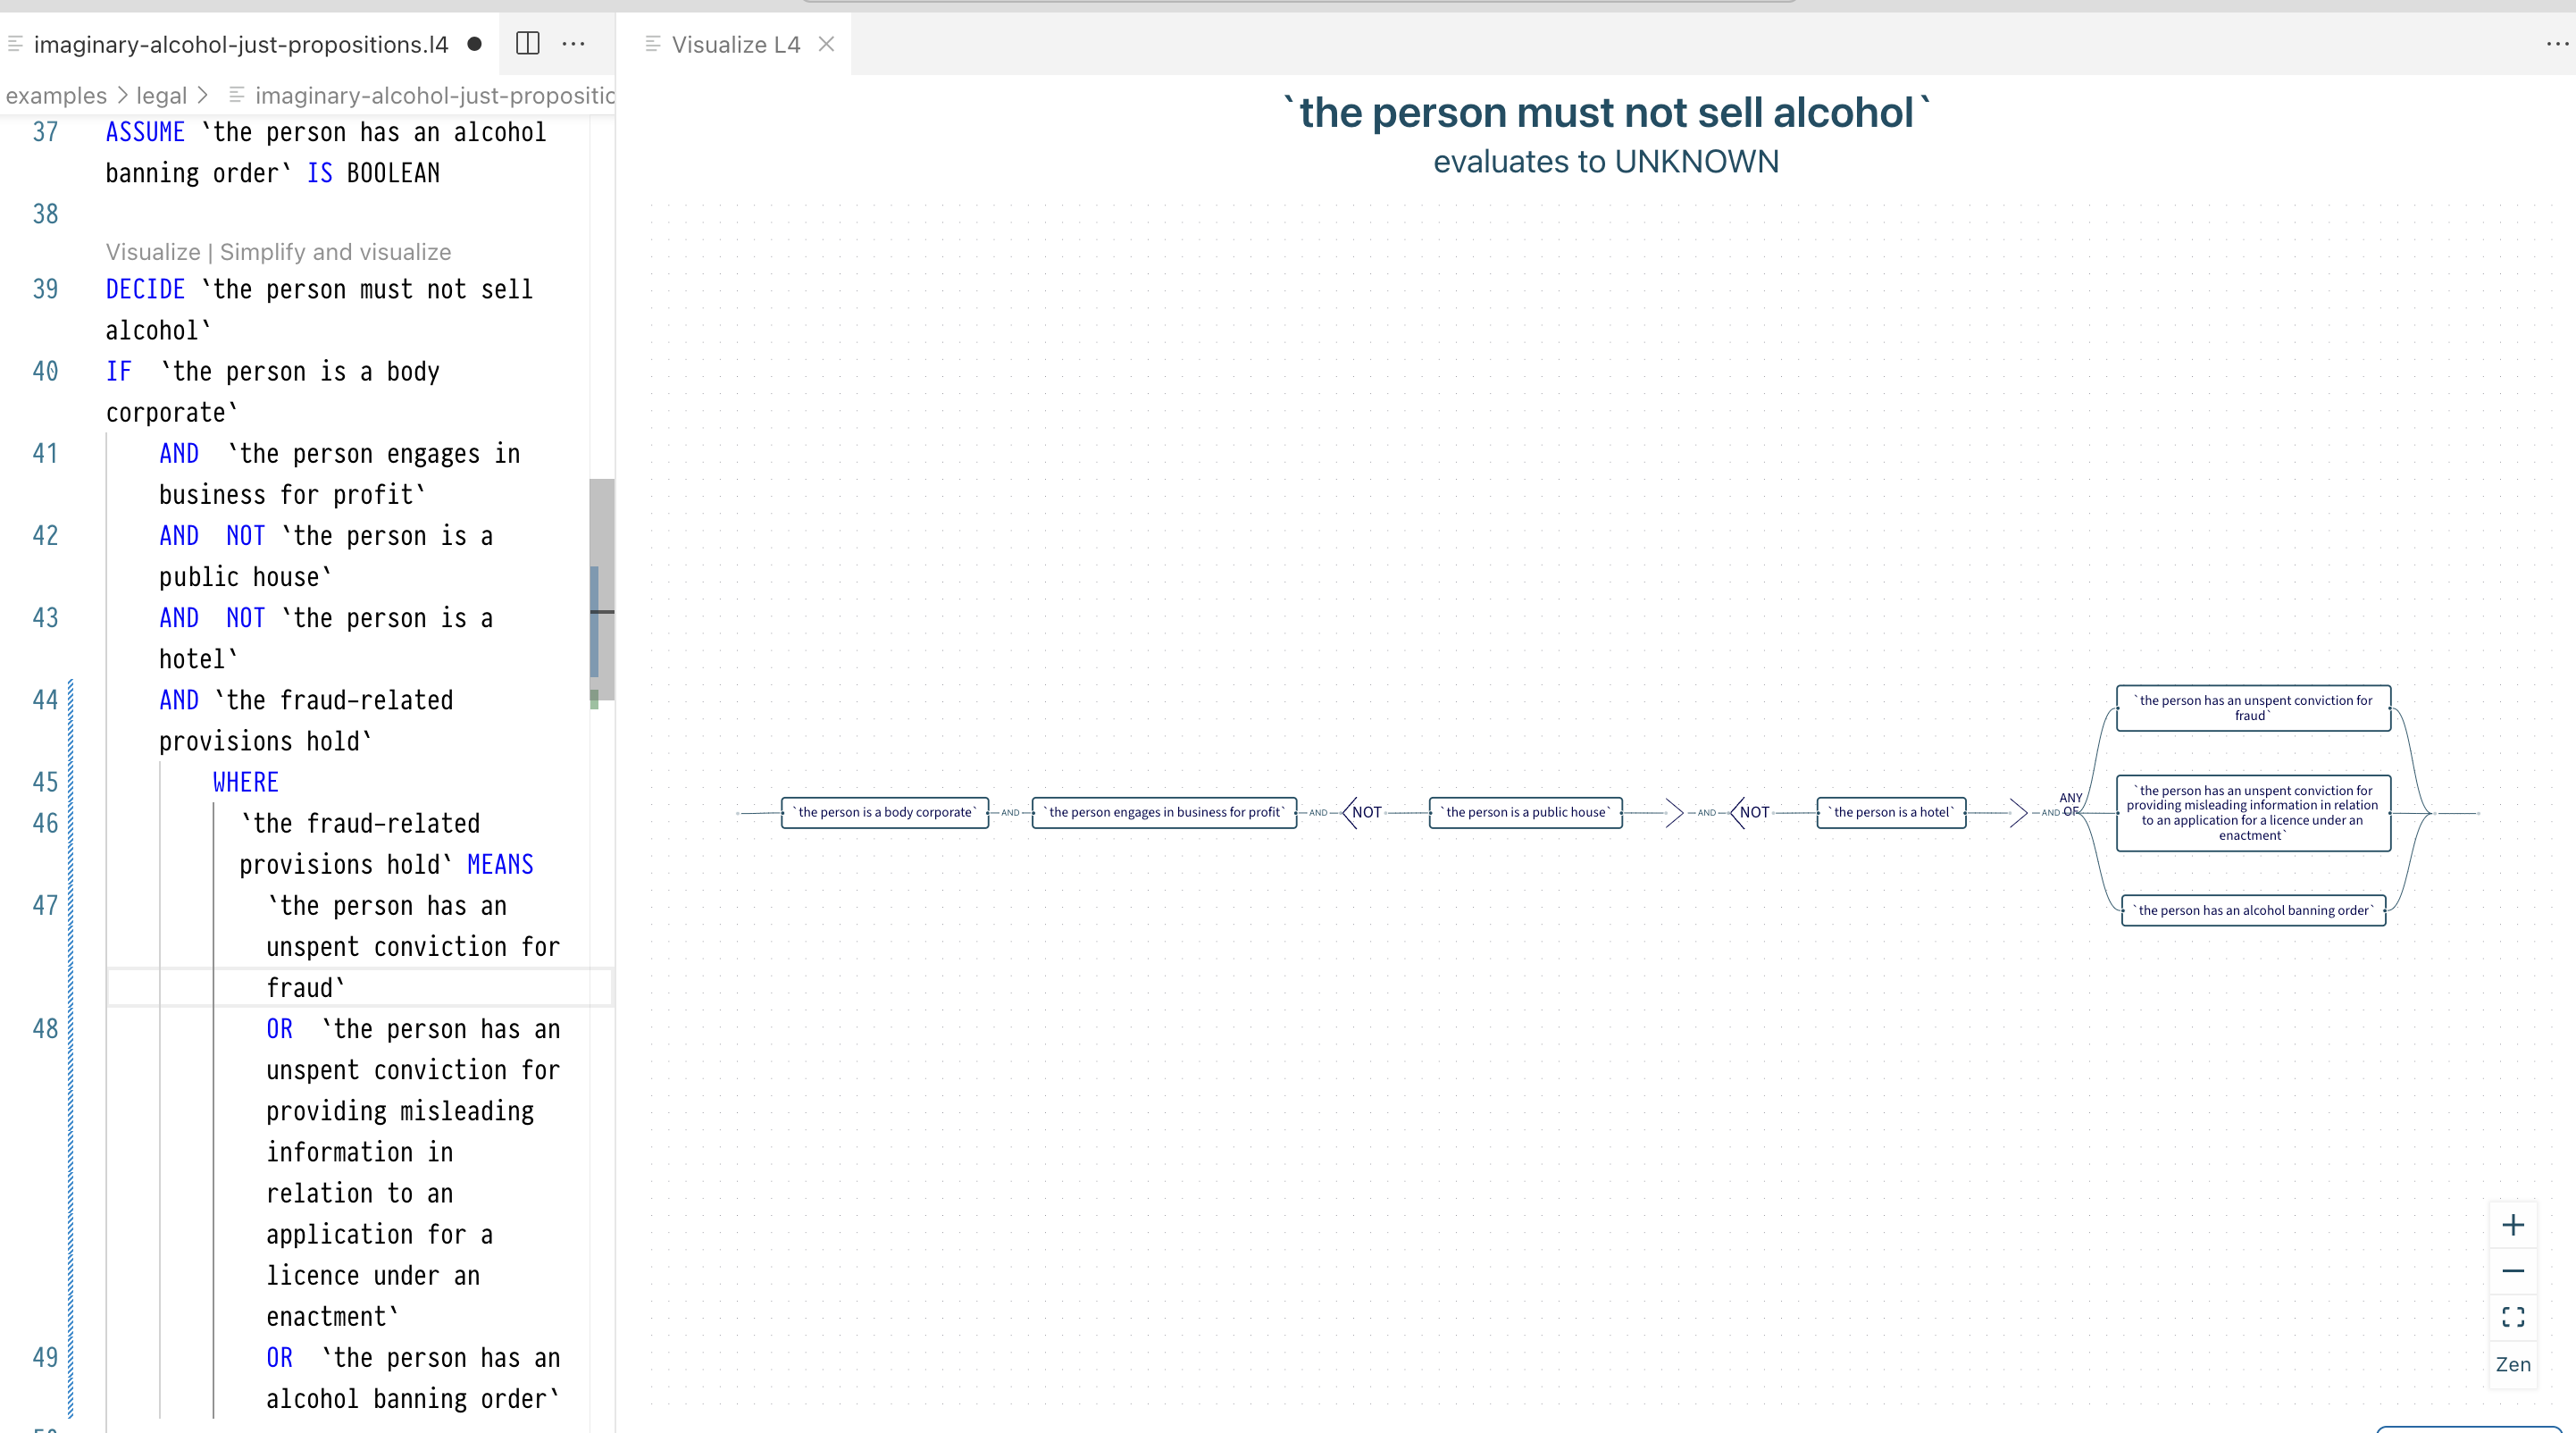 imaginary-alcohol-just-propositions.l4
examples > legal > imaginary-alcohol-just-propositio
37 ASSUME `the person has an alcohol
banning order` IS BOOLEAN
38
Visualize | Simplify and visualize
39 DECIDE `the person must not sell
alcohol`
40 IF `the person is a body
corporate`
41 AND `the person engages in
business for profit`
42 AND NOT `the person is a
public house`
43 AND NOT `the person is a
hotel`
44 AND `the fraud-related
provisions hold`
45 WHERE
46 `the fraud-related
provisions hold` MEANS
47 `the person has an
unspent conviction for
fraud`
48 OR `the person has an
unspent conviction for
providing misleading
information in
relation to an
application for a
licence under an
enactment`
49 OR `the person has an
alcohol banning order`
Visualize L4
`the person must not sell alcohol`
evaluates to UNKNOWN
`the person is a body corporate`
AND
`the person engages in business for profit`
AND
NOT
`the person is a public house`
AND
NOT
`the person is a hotel`
AND
ANY
OF
`the person has an unspent conviction for
fraud`
`the person has an unspent conviction for
providing misleading information in relation
to an application for a licence under an
enactment`
`the person has an alcohol banning order`
Zen